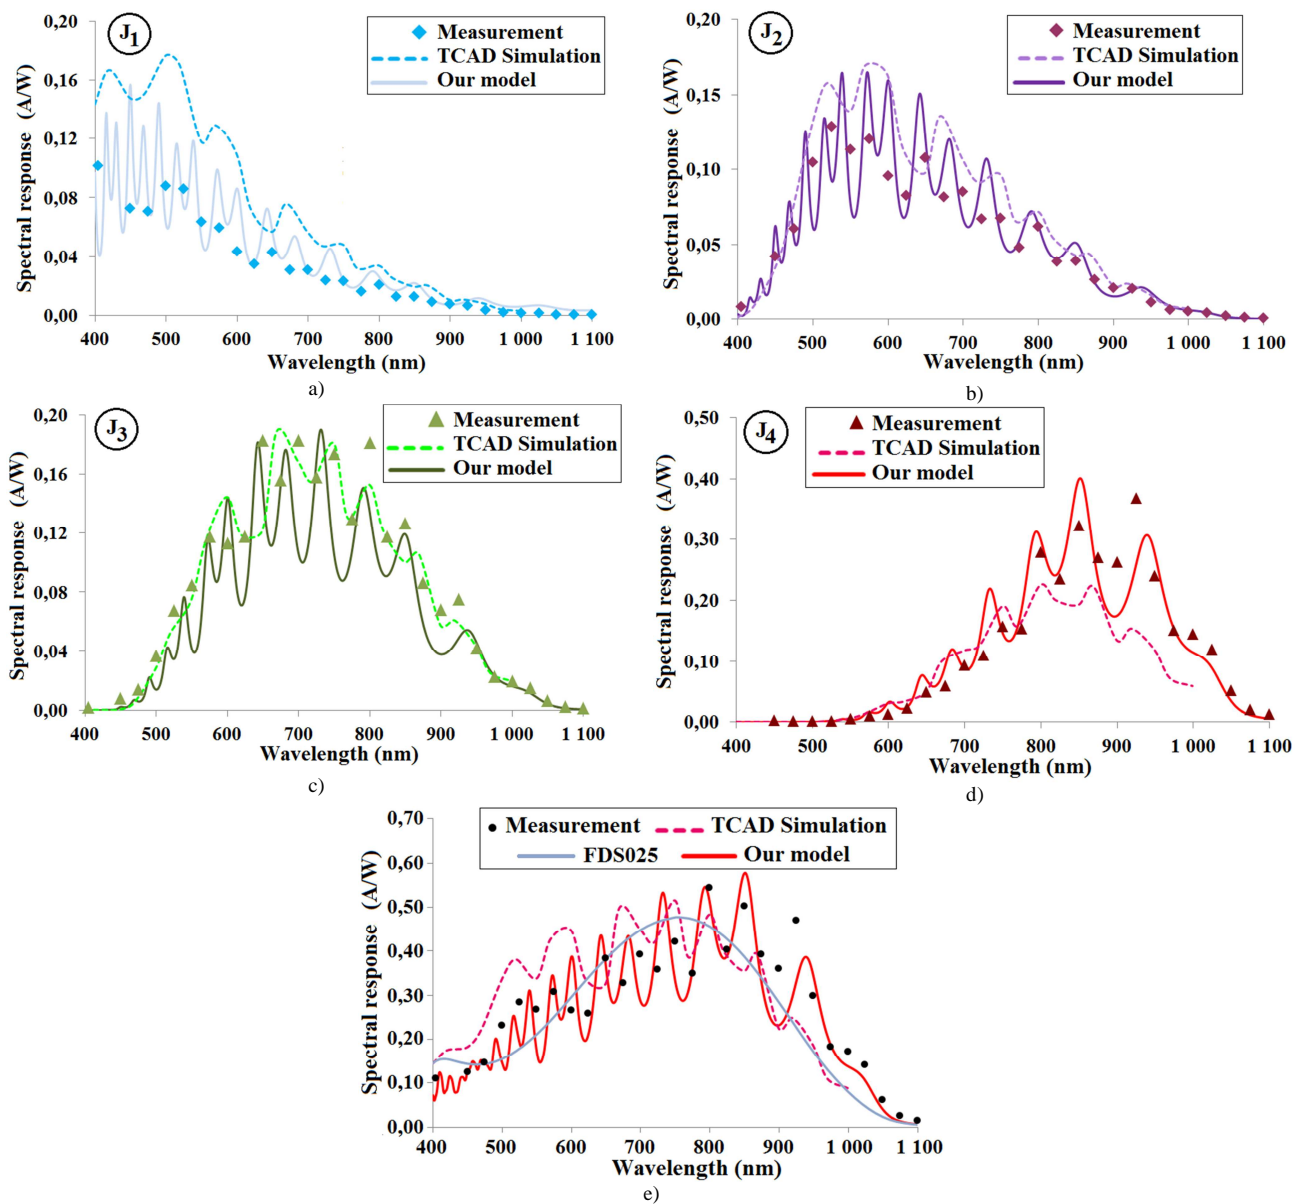 J1
Measurement
TCAD Simulation
Our model
Spectral response (A/W)
0,20
0,16
0,12
0,08
0,04
0,00
400 500 600 700 800 900 1 000 1 100
Wavelength (nm)
a)
J2
Measurement
TCAD Simulation
Our model
Spectral response (A/W)
0,20
0,15
0,10
0,05
0,00
400 500 600 700 800 900 1 000 1 100
Wavelength (nm)
b)
J3
Measurement
TCAD Simulation
Our model
Spectral response (A/W)
0,20
0,16
0,12
0,08
0,04
0,00
400 500 600 700 800 900 1 000 1 100
Wavelength (nm)
c)
J4
Measurement
TCAD Simulation
Our model
Spectral response (A/W)
0,50
0,40
0,30
0,20
0,10
0,00
400 500 600 700 800 900 1 000 1 100
Wavelength (nm)
d)
Measurement TCAD Simulation
FDS025 Our model
Spectral response (A/W)
0,70
0,60
0,50
0,40
0,30
0,20
0,10
0,00
400 500 600 700 800 900 1 000 1 100
Wavelength (nm)
e)